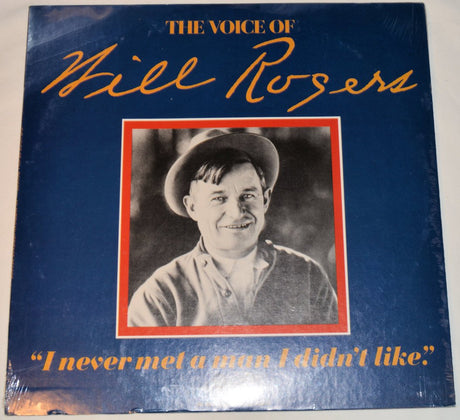 THE VOICE OF
Will Rogers
“I never met a man I didn't like.”